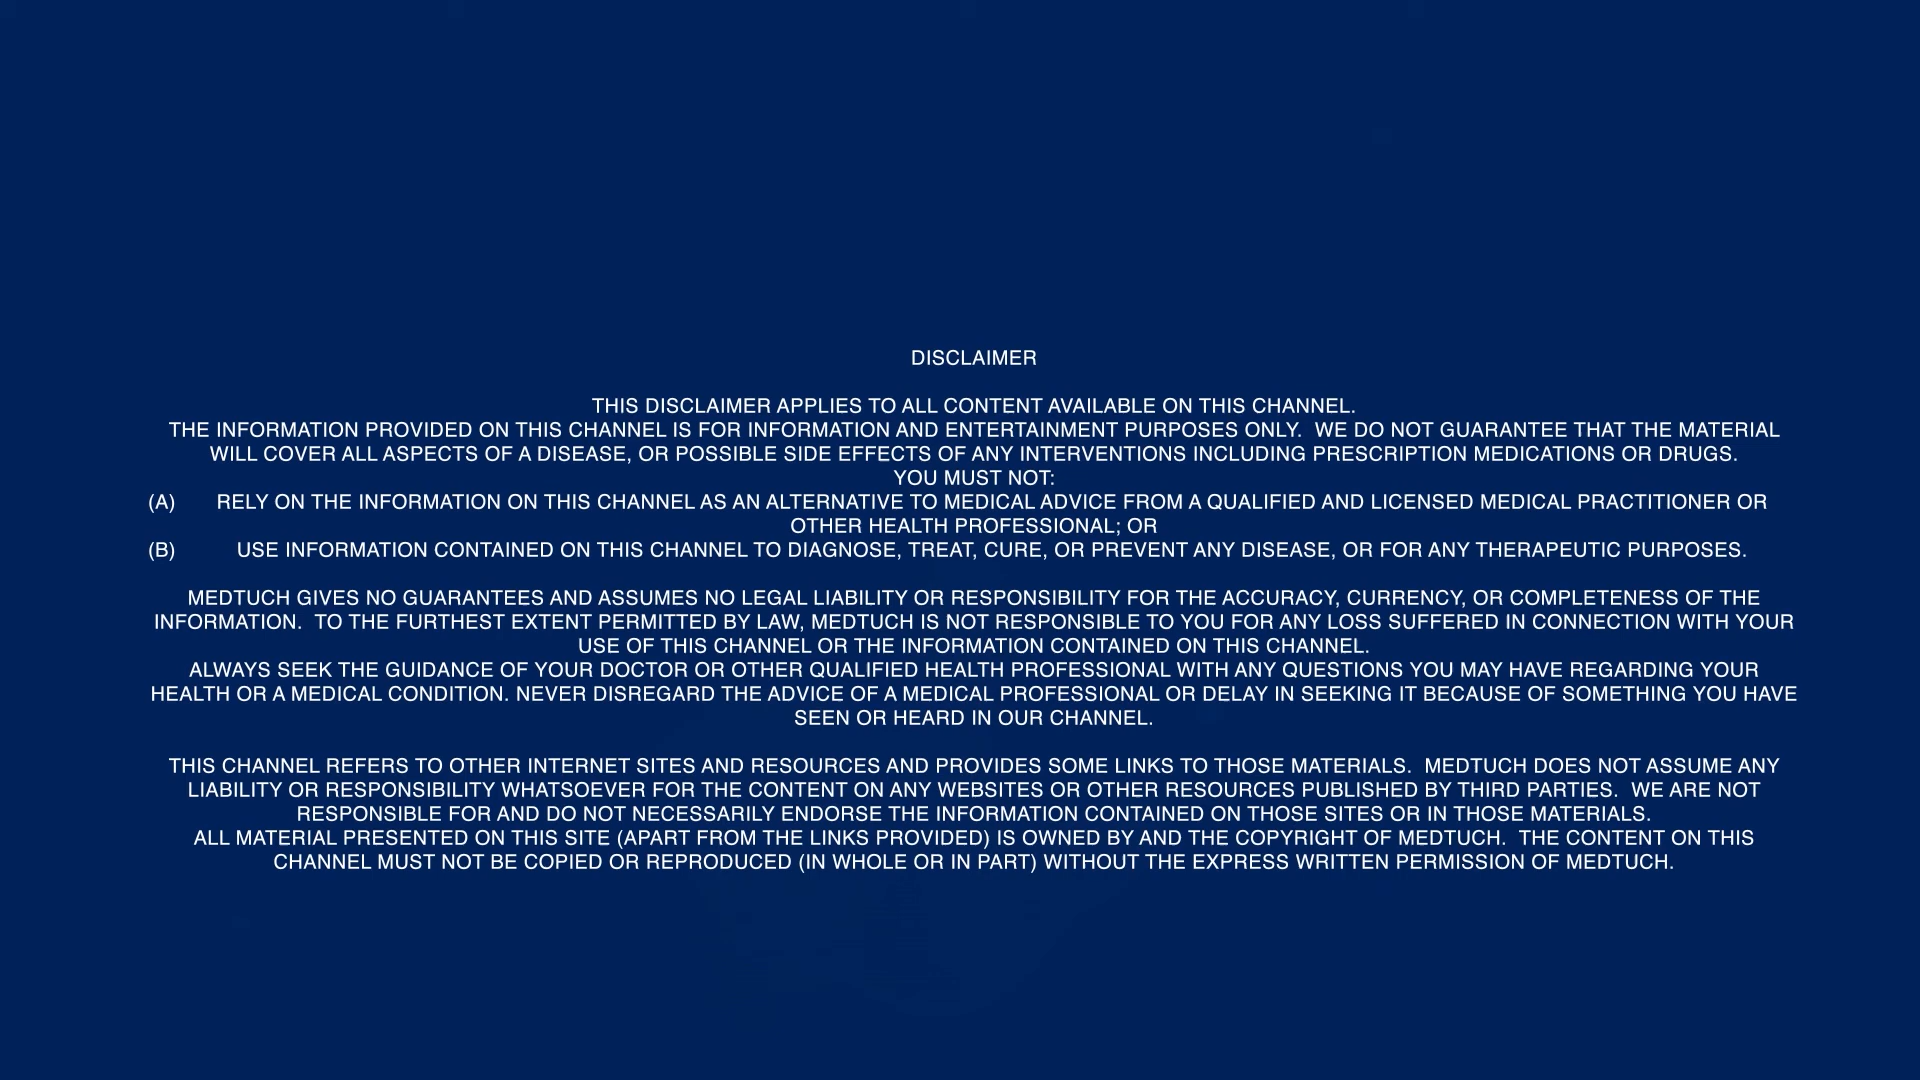 DISCLAIMER
THIS DISCLAIMER APPLIES TO ALL CONTENT AVAILABLE ON THIS CHANNEL.
THE INFORMATION PROVIDED ON THIS CHANNEL IS FOR INFORMATION AND ENTERTAINMENT PURPOSES ONLY.  WE DO NOT GUARANTEE THAT THE MATERIAL
WILL COVER ALL ASPECTS OF A DISEASE, OR POSSIBLE SIDE EFFECTS OF ANY INTERVENTIONS INCLUDING PRESCRIPTION MEDICATIONS OR DRUGS.
YOU MUST NOT:
(A) RELY ON THE INFORMATION ON THIS CHANNEL AS AN ALTERNATIVE TO MEDICAL ADVICE FROM A QUALIFIED AND LICENSED MEDICAL PRACTITIONER OR
OTHER HEALTH PROFESSIONAL; OR
(B) USE INFORMATION CONTAINED ON THIS CHANNEL TO DIAGNOSE, TREAT, CURE, OR PREVENT ANY DISEASE, OR FOR ANY THERAPEUTIC PURPOSES.
MEDTUCH GIVES NO GUARANTEES AND ASSUMES NO LEGAL LIABILITY OR RESPONSIBILITY FOR THE ACCURACY, CURRENCY, OR COMPLETENESS OF THE
INFORMATION.  TO THE FURTHEST EXTENT PERMITTED BY LAW, MEDTUCH IS NOT RESPONSIBLE TO YOU FOR ANY LOSS SUFFERED IN CONNECTION WITH YOUR
USE OF THIS CHANNEL OR THE INFORMATION CONTAINED ON THIS CHANNEL.
ALWAYS SEEK THE GUIDANCE OF YOUR DOCTOR OR OTHER QUALIFIED HEALTH PROFESSIONAL WITH ANY QUESTIONS YOU MAY HAVE REGARDING YOUR
HEALTH OR A MEDICAL CONDITION. NEVER DISREGARD THE ADVICE OF A MEDICAL PROFESSIONAL OR DELAY IN SEEKING IT BECAUSE OF SOMETHING YOU HAVE
SEEN OR HEARD IN OUR CHANNEL.
THIS CHANNEL REFERS TO OTHER INTERNET SITES AND RESOURCES AND PROVIDES SOME LINKS TO THOSE MATERIALS.  MEDTUCH DOES NOT ASSUME ANY
LIABILITY OR RESPONSIBILITY WHATSOEVER FOR THE CONTENT ON ANY WEBSITES OR OTHER RESOURCES PUBLISHED BY THIRD PARTIES.  WE ARE NOT
RESPONSIBLE FOR AND DO NOT NECESSARILY ENDORSE THE INFORMATION CONTAINED ON THOSE SITES OR IN THOSE MATERIALS.
ALL MATERIAL PRESENTED ON THIS SITE (APART FROM THE LINKS PROVIDED) IS OWNED BY AND THE COPYRIGHT OF MEDTUCH.  THE CONTENT ON THIS
CHANNEL MUST NOT BE COPIED OR REPRODUCED (IN WHOLE OR IN PART) WITHOUT THE EXPRESS WRITTEN PERMISSION OF MEDTUCH.